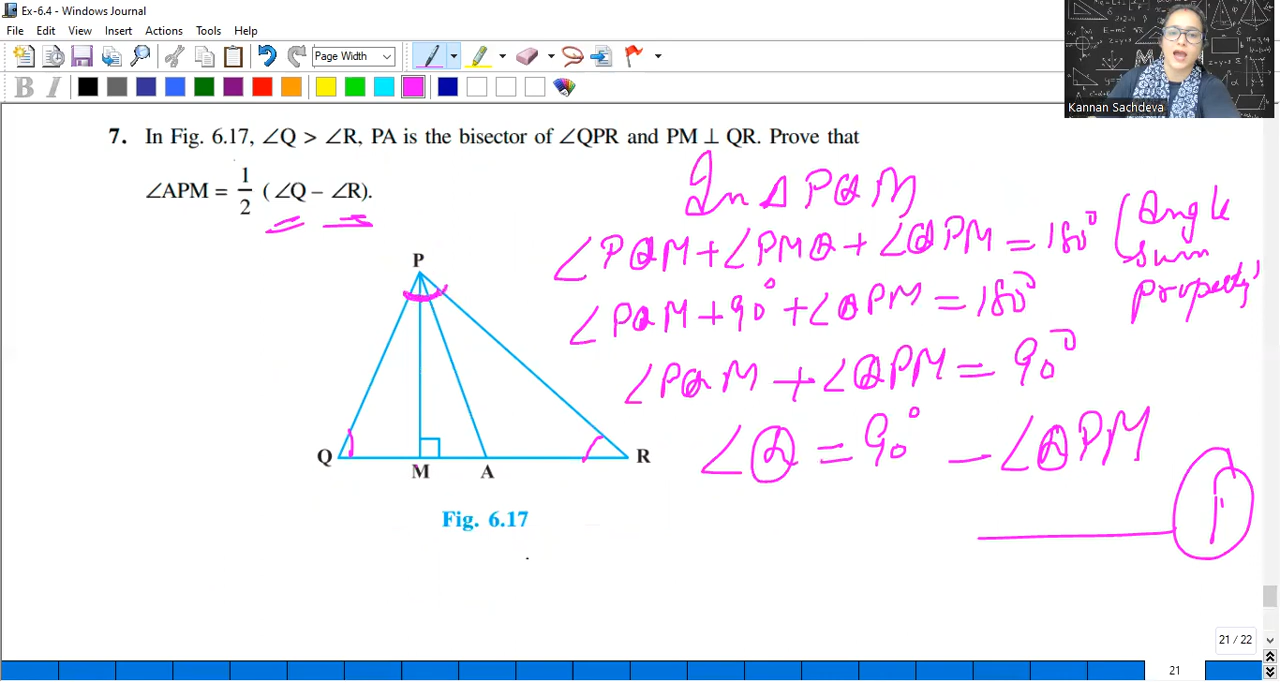 Ex-6.4 - Windows Journal
File Edit View Insert Actions Tools Help
Page Width
B I
Kannan Sachdeva
7. In Fig. 6.17, ∠Q > ∠R, PA is the bisector of ∠QPR and PM ⊥ QR. Prove that
∠APM = 1/2 ( ∠Q – ∠R).
In △ PQM
∠PQM + ∠PMQ + ∠QPM = 180° (Angle sum property)
∠PQM + 90° + ∠QPM = 180°
∠PQM + ∠QPM = 90°
∠Q = 90° - ∠QPM
1
P
Q M A R
Fig. 6.17
21 / 22
21